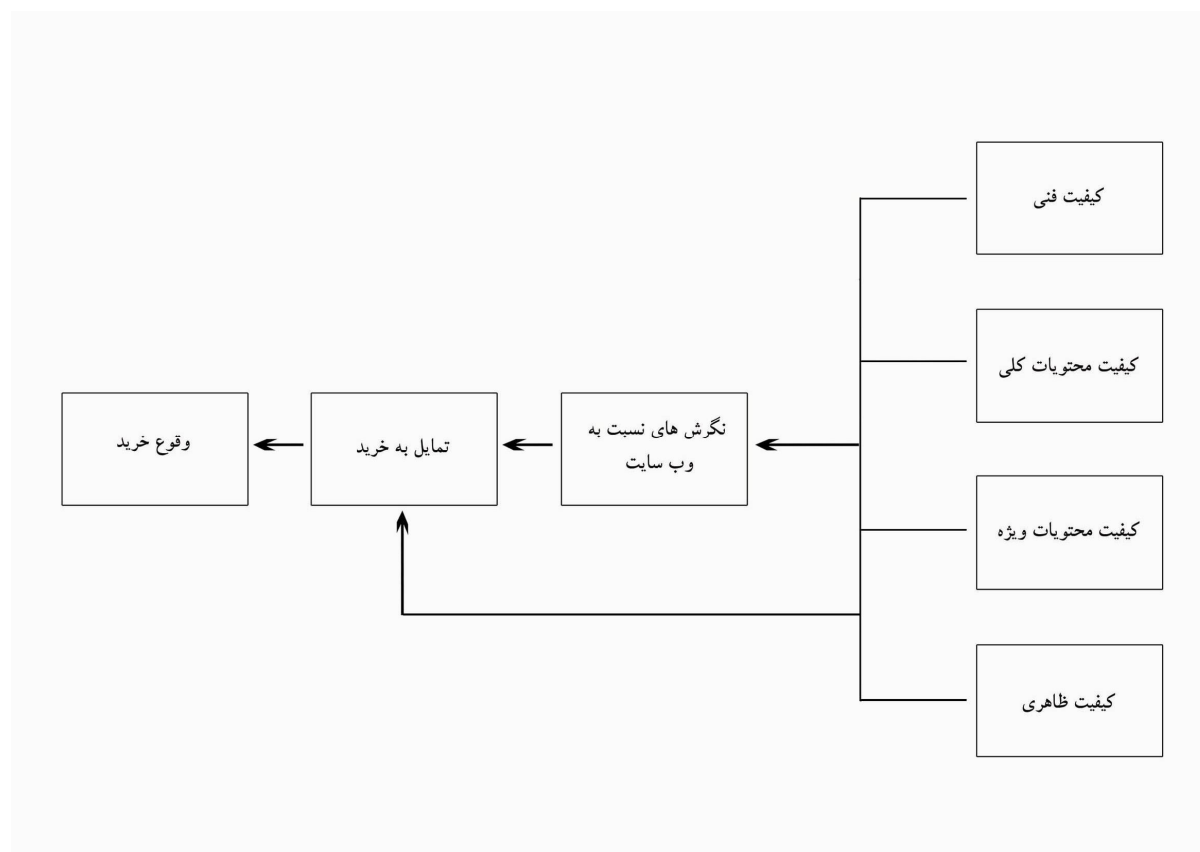 کیفیت فنی
کیفیت محتویات کلی
کیفیت محتویات ویژه
کیفیت ظاهری
نگرش های نسبت به
وب سایت
تمایل به خرید
وقوع خرید